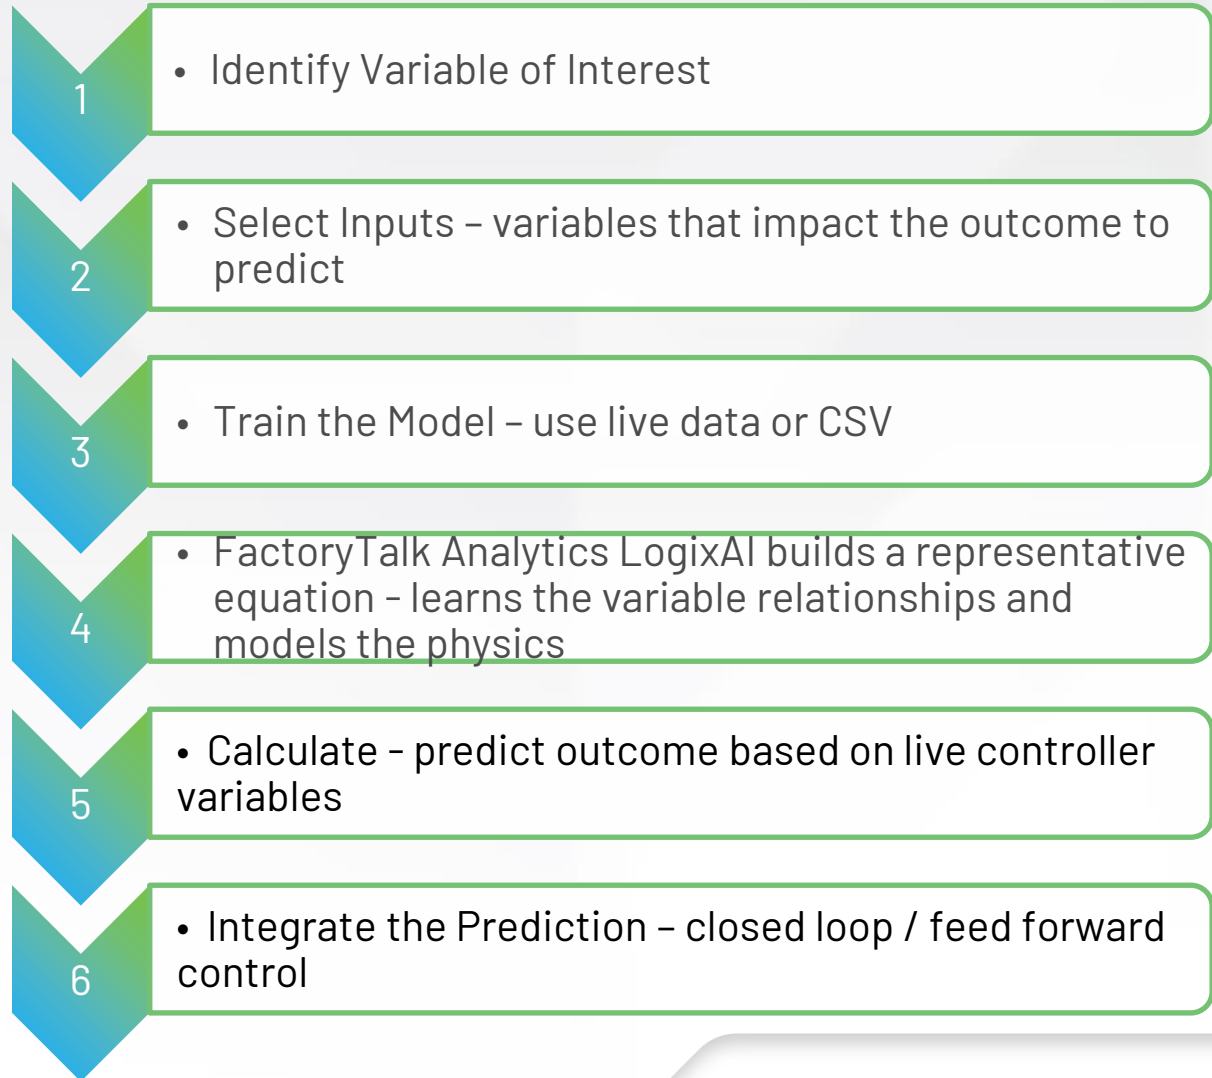 1
• Identify Variable of Interest
2
• Select Inputs – variables that impact the outcome to
predict
3
• Train the Model – use live data or CSV
4
• FactoryTalk Analytics LogixAI builds a representative
equation - learns the variable relationships and
models the physics
5
• Calculate - predict outcome based on live controller
variables
6
• Integrate the Prediction – closed loop / feed forward
control